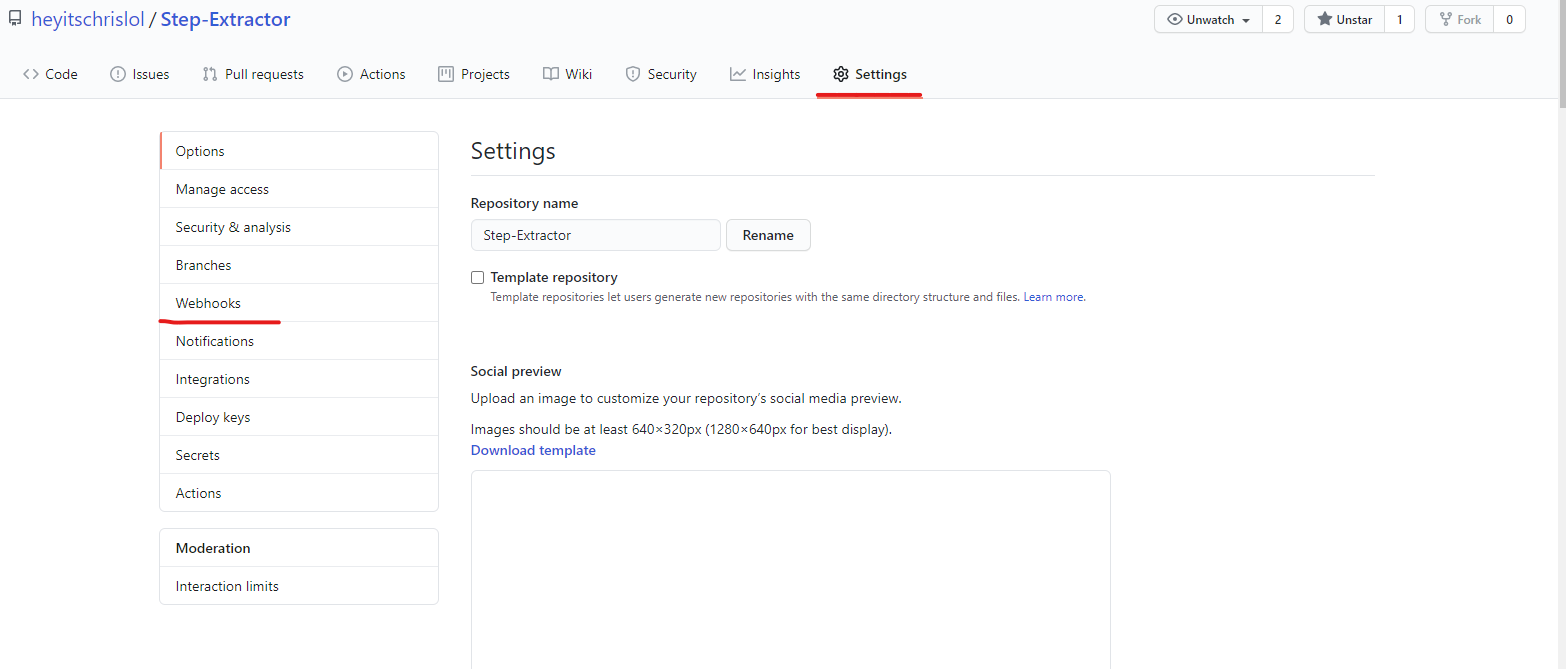 heyitschrislol / Step-Extractor Unwatch 2 Unstar 1 Fork 0
Code Issues Pull requests Actions Projects Wiki Security Insights Settings
Options
Manage access
Security & analysis
Branches
Webhooks
Notifications
Integrations
Deploy keys
Secrets
Actions
Moderation
Interaction limits
Settings
Repository name
Step-Extractor Rename
Template repository
Template repositories let users generate new repositories with the same directory structure and files. Learn more.
Social preview
Upload an image to customize your repository’s social media preview.
Images should be at least 640×320px (1280×640px for best display).
Download template